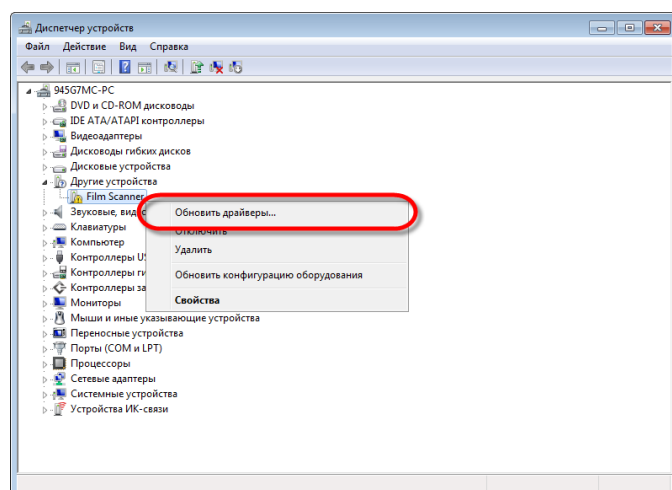 Диспетчер устройств
Файл Действие Вид Справка
945G7MC-PC
DVD и CD-ROM дисководы
IDE ATA/ATAPI контроллеры
Видеоадаптеры
Дисководы гибких дисков
Дисковые устройства
Другие устройства
Film Scanner
Обновить драйверы...
Звуковые, видео
Отключить
Клавиатуры
Компьютер
Удалить
Контроллеры US
Контроллеры ги
Обновить конфигурацию оборудования
Контроллеры за
Свойства
Мониторы
Мыши и иные указывающие устройства
Переносные устройства
Порты (COM и LPT)
Процессоры
Сетевые адаптеры
Системные устройства
Устройства ИК-связи